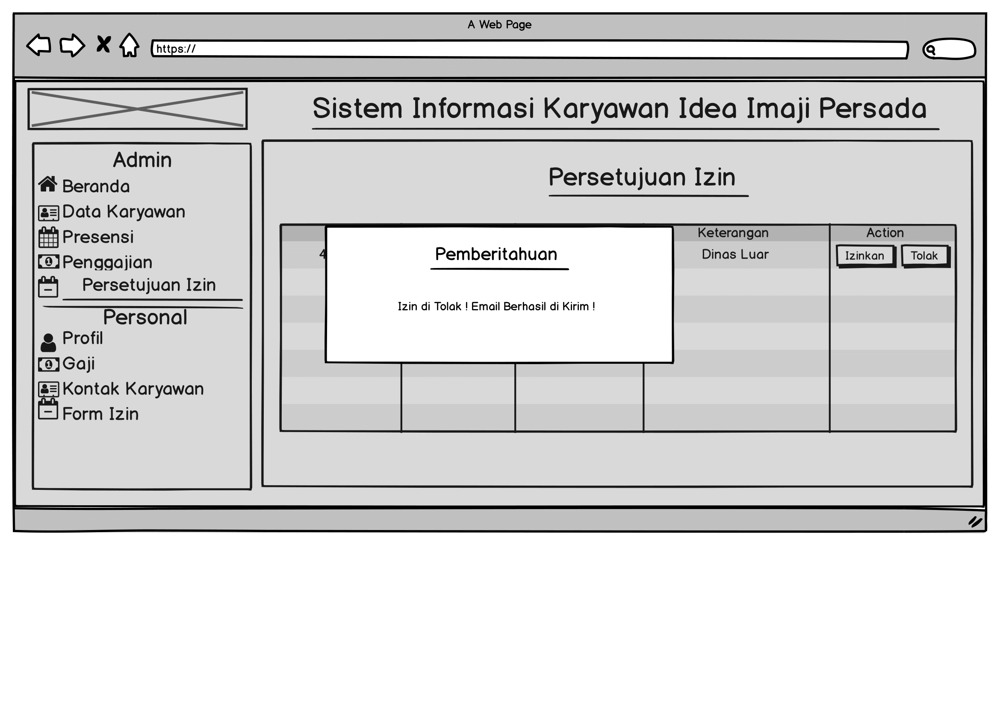 A Web Page
https://
Sistem Informasi Karyawan Idea Imaji Persada
Admin
Beranda
Data Karyawan
Presensi
Penggajian
Persetujuan Izin
Personal
Profil
Gaji
Kontak Karyawan
Form Izin
Persetujuan Izin
Keterangan
Action
4
Dinas Luar
Izinkan
Tolak
Pemberitahuan
Izin di Tolak ! Email Berhasil di Kirim !